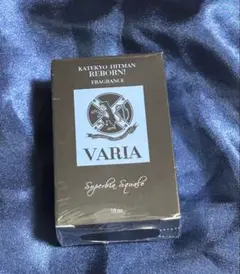 KATEKYO HITMAN
REBORN!
FRAGRANCE
VARIA
Superbia Squalo